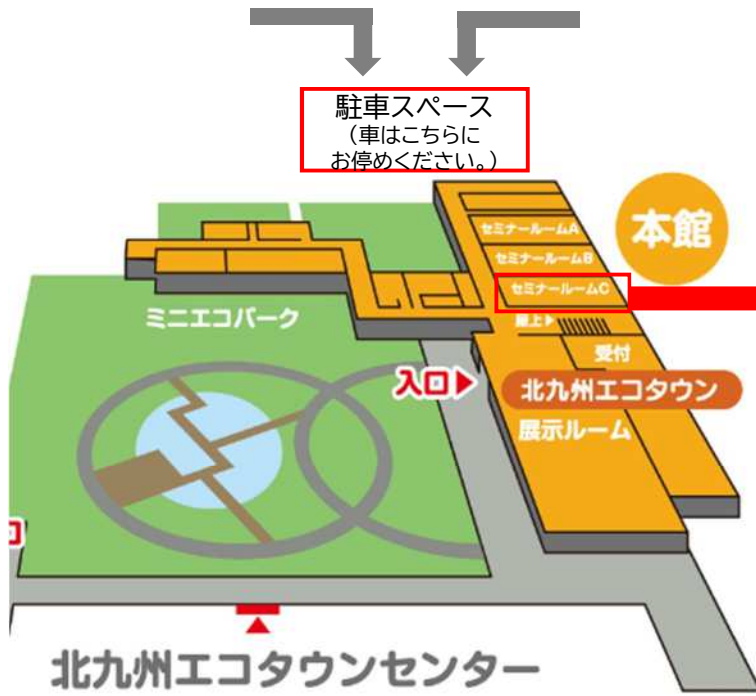 駐車スペース
（車はこちらに
お停めください。）
本館
セミナールームA
セミナールームB
セミナールームC
屋上▶
受付
ミニエコパーク
入口▶
北九州エコタウン
展示ルーム
口
北九州エコタウンセンター